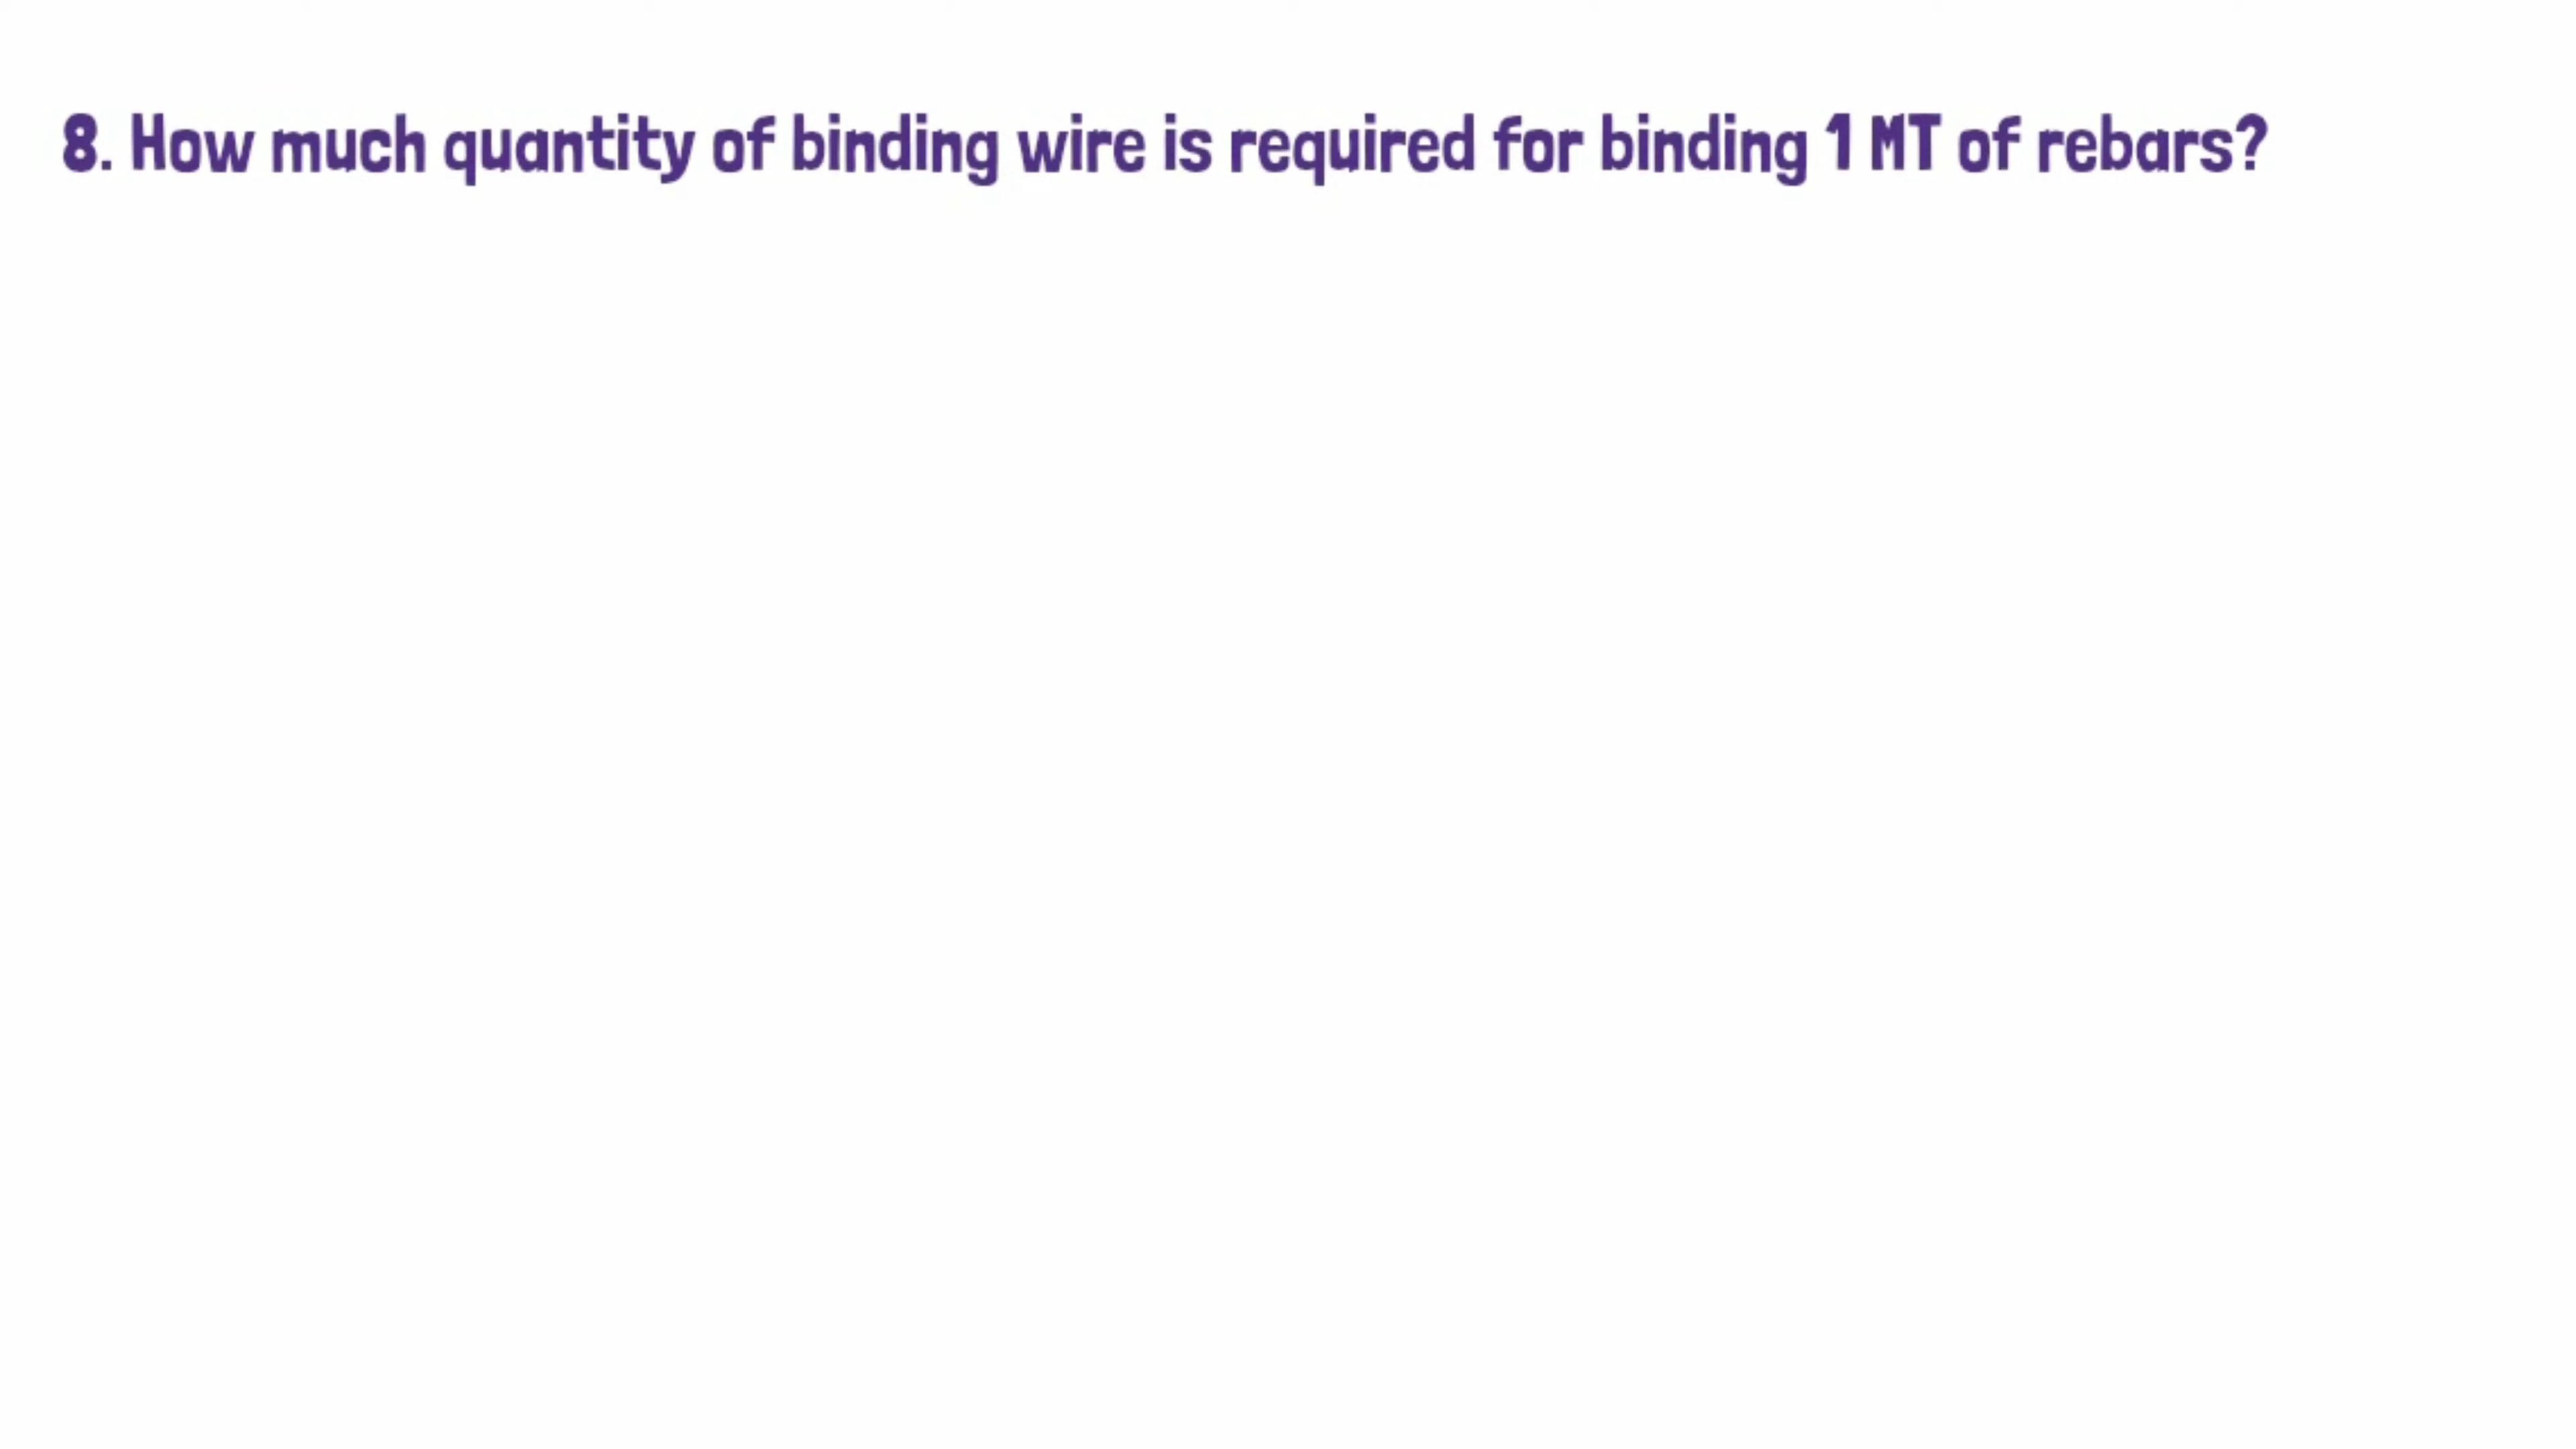 8. How much quantity of binding wire is required for binding 1 MT of rebars?